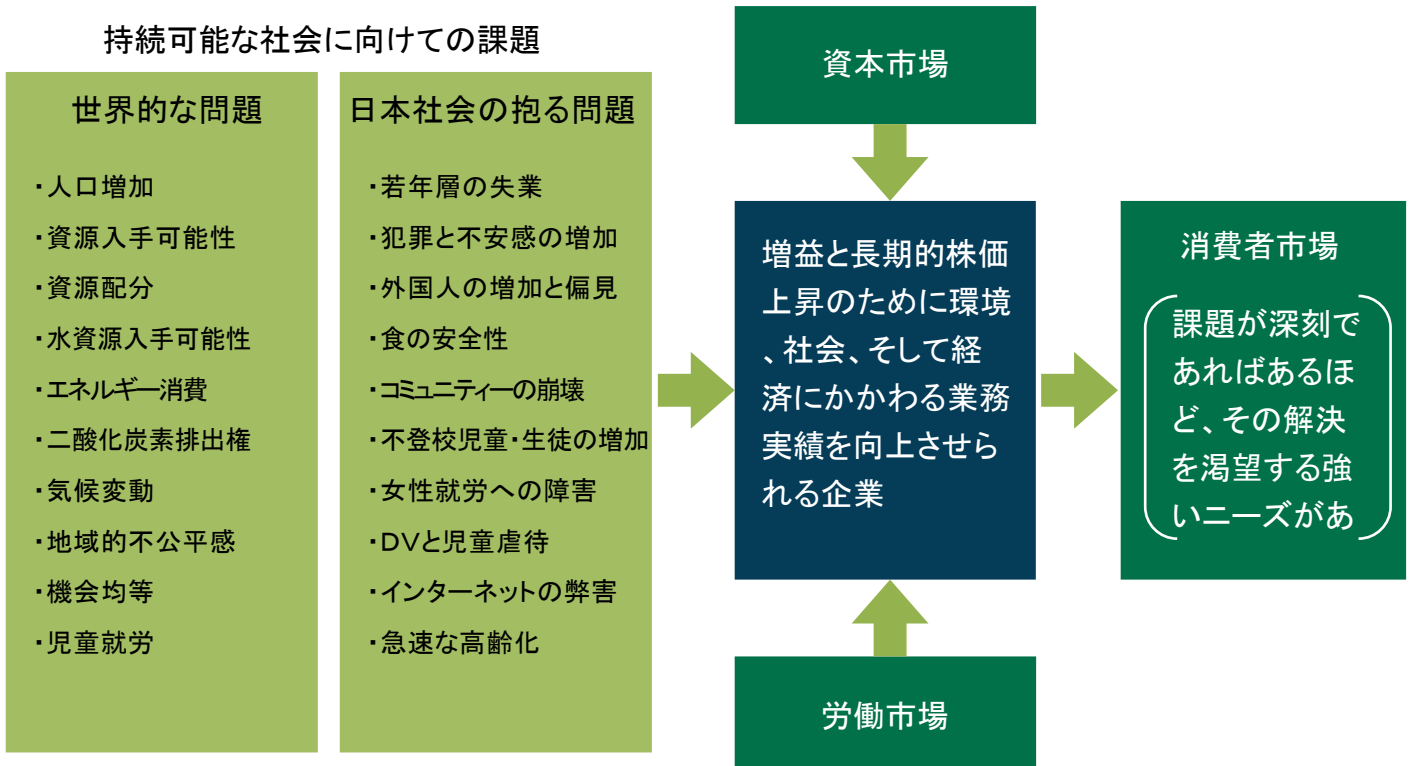 持続可能な社会に向けての課題
世界的な問題
・人口増加
・資源入手可能性
・資源配分
・水資源入手可能性
・エネルギー消費
・二酸化炭素排出権
・気候変動
・地域的不公平感
・機会均等
・児童就労
日本社会の抱る問題
・若年層の失業
・犯罪と不安感の増加
・外国人の増加と偏見
・食の安全性
・コミュニティーの崩壊
・不登校児童・生徒の増加
・女性就労への障害
・DVと児童虐待
・インターネットの弊害
・急速な高齢化
資本市場
増益と長期的株価
上昇のために環境
、社会、そして経
済にかかわる業務
実績を向上させら
れる企業
労働市場
消費者市場
課題が深刻で
あればあるほ
ど、その解決
を渇望する強
いニーズがあ